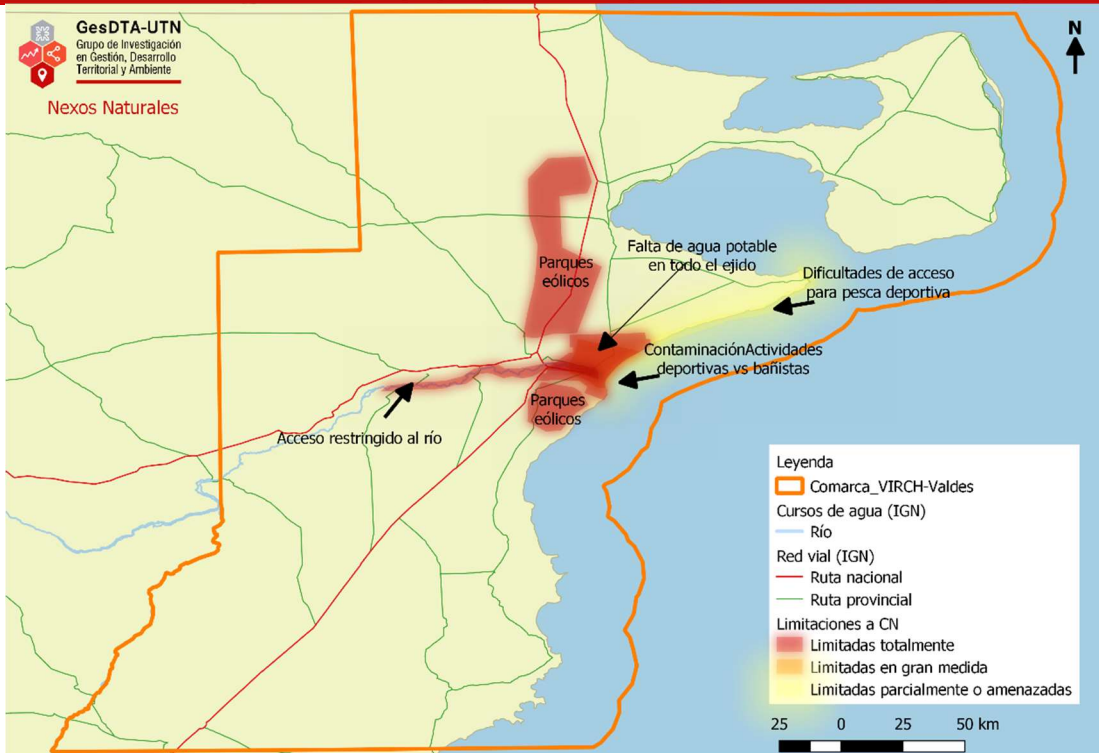 GesDTA-UTN
Grupo de Investigación
en Gestión, Desarrollo
Territorial y Ambiente
Nexos Naturales
N
Parques
eólicos
Falta de agua potable
en todo el ejido
Dificultades de acceso
para pesca deportiva
ContaminaciónActividades
deportivas vs bañistas
Parques
eólicos
Acceso restringido al río
Leyenda
Comarca_VIRCH-Valdes
Cursos de agua (IGN)
Río
Red vial (IGN)
Ruta nacional
Ruta provincial
Limitaciones a CN
Limitadas totalmente
Limitadas en gran medida
Limitadas parcialmente o amenazadas
25 0 25 50 km